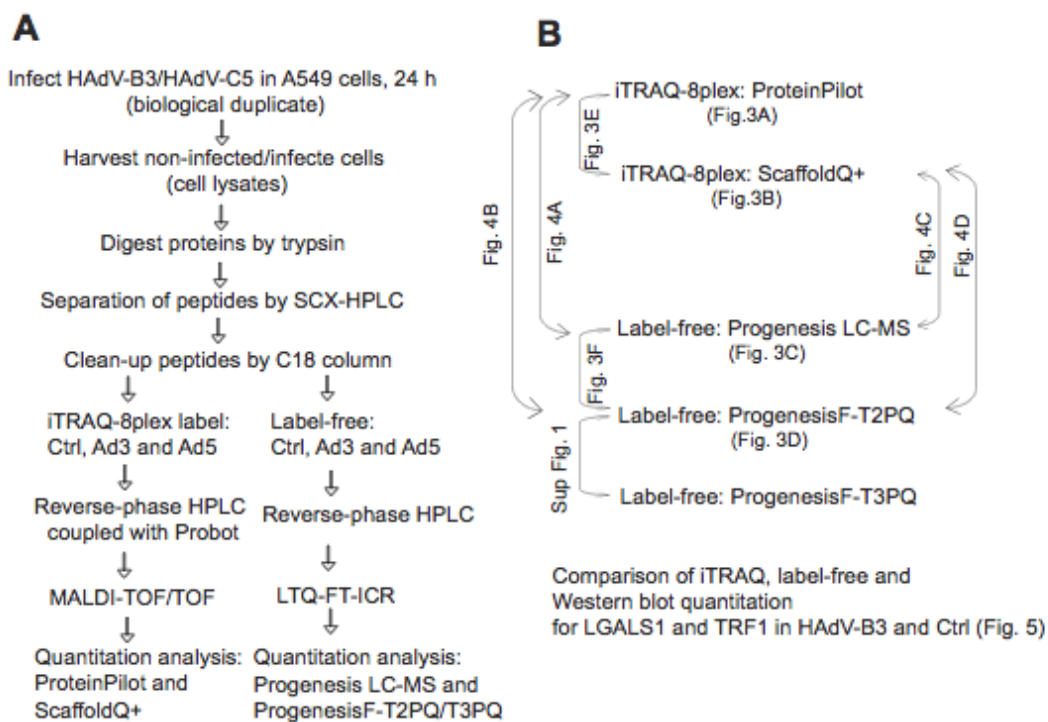 A
Infect HAdV-B3/HAdV-C5 in A549 cells, 24 h
(biological duplicate)
Harvest non-infected/infecte cells
(cell lysates)
Digest proteins by trypsin
Separation of peptides by SCX-HPLC
Clean-up peptides by C18 column
iTRAQ-8plex label:
Ctrl, Ad3 and Ad5
Reverse-phase HPLC
coupled with Probot
MALDI-TOF/TOF
Quantitation analysis:
ProteinPilot and
ScaffoldQ+
Label-free:
Ctrl, Ad3 and Ad5
Reverse-phase HPLC
LTQ-FT-ICR
Quantitation analysis:
Progenesis LC-MS and
ProgenesisF-T2PQ/T3PQ
B
iTRAQ-8plex: ProteinPilot
(Fig.3A)
Fig. 3E
iTRAQ-8plex: ScaffoldQ+
(Fig.3B)
Fig. 4B
Fig. 4A
Fig. 4C
Fig. 4D
Label-free: Progenesis LC-MS
(Fig. 3C)
Fig. 3F
Label-free: ProgenesisF-T2PQ
(Fig. 3D)
Sup Fig. 1
Label-free: ProgenesisF-T3PQ
Comparison of iTRAQ, label-free and
Western blot quantitation
for LGALS1 and TRF1 in HAdV-B3 and Ctrl (Fig. 5)